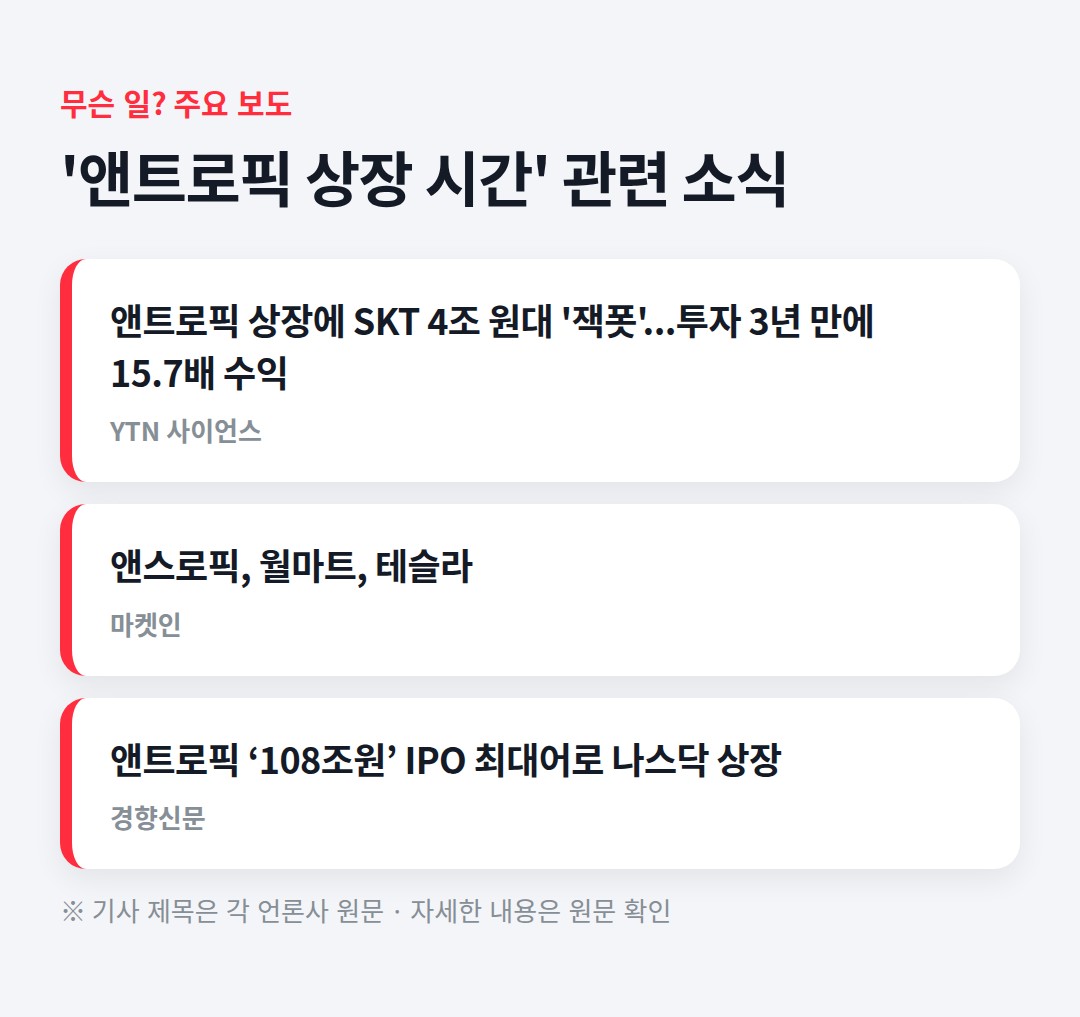 무슨 일? 주요 보도
'앤트로픽 상장 시간' 관련 소식
앤트로픽 상장에 SKT 4조 원대 '잭폿'...투자 3년 만에
15.7배 수익
YTN 사이언스
앤스로픽, 월마트, 테슬라
마켓인
앤트로픽 ‘108조원’ IPO 최대어로 나스닥 상장
경향신문
※ 기사 제목은 각 언론사 원문 · 자세한 내용은 원문 확인